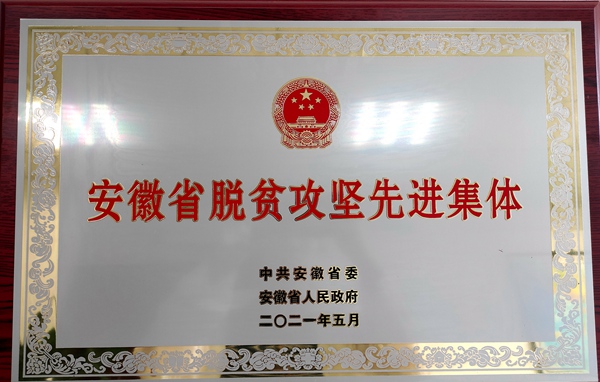 安徽省脱贫攻坚先进集体
中共安徽省委
安徽省人民政府
二〇二一年五月